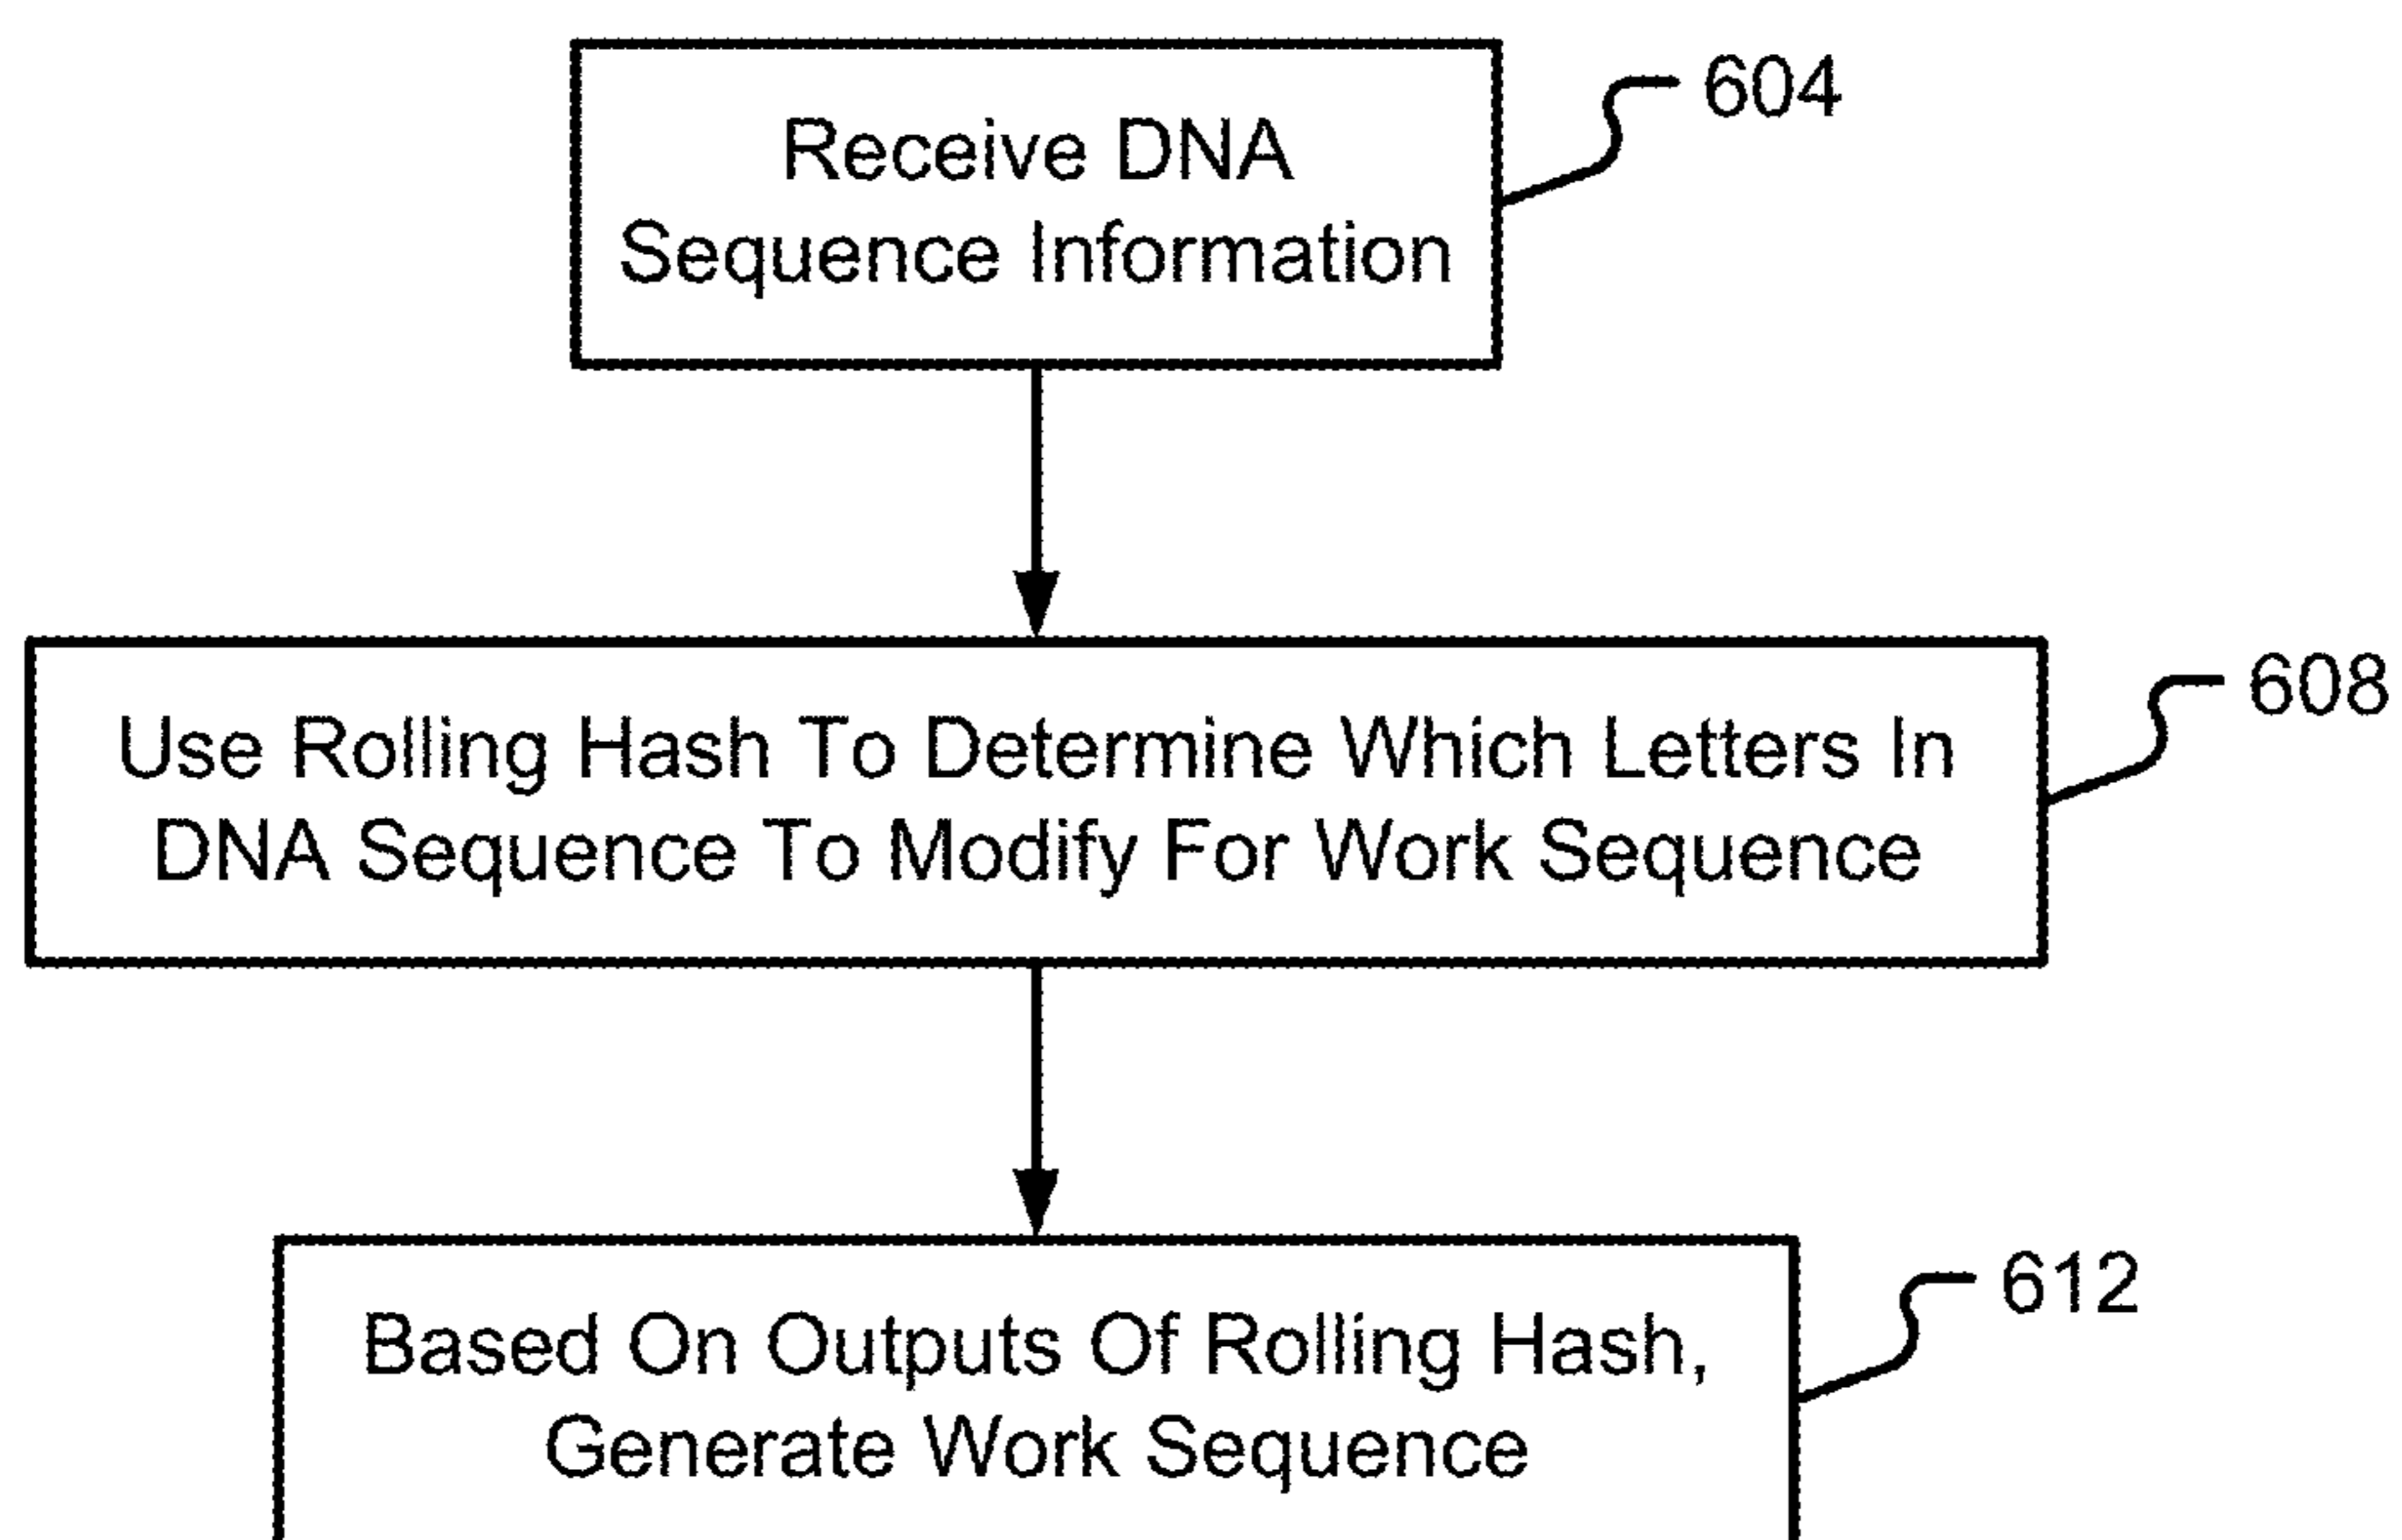 Receive DNA
Sequence Information
604
Use Rolling Hash To Determine Which Letters In
DNA Sequence To Modify For Work Sequence
608
Based On Outputs Of Rolling Hash,
Generate Work Sequence
612